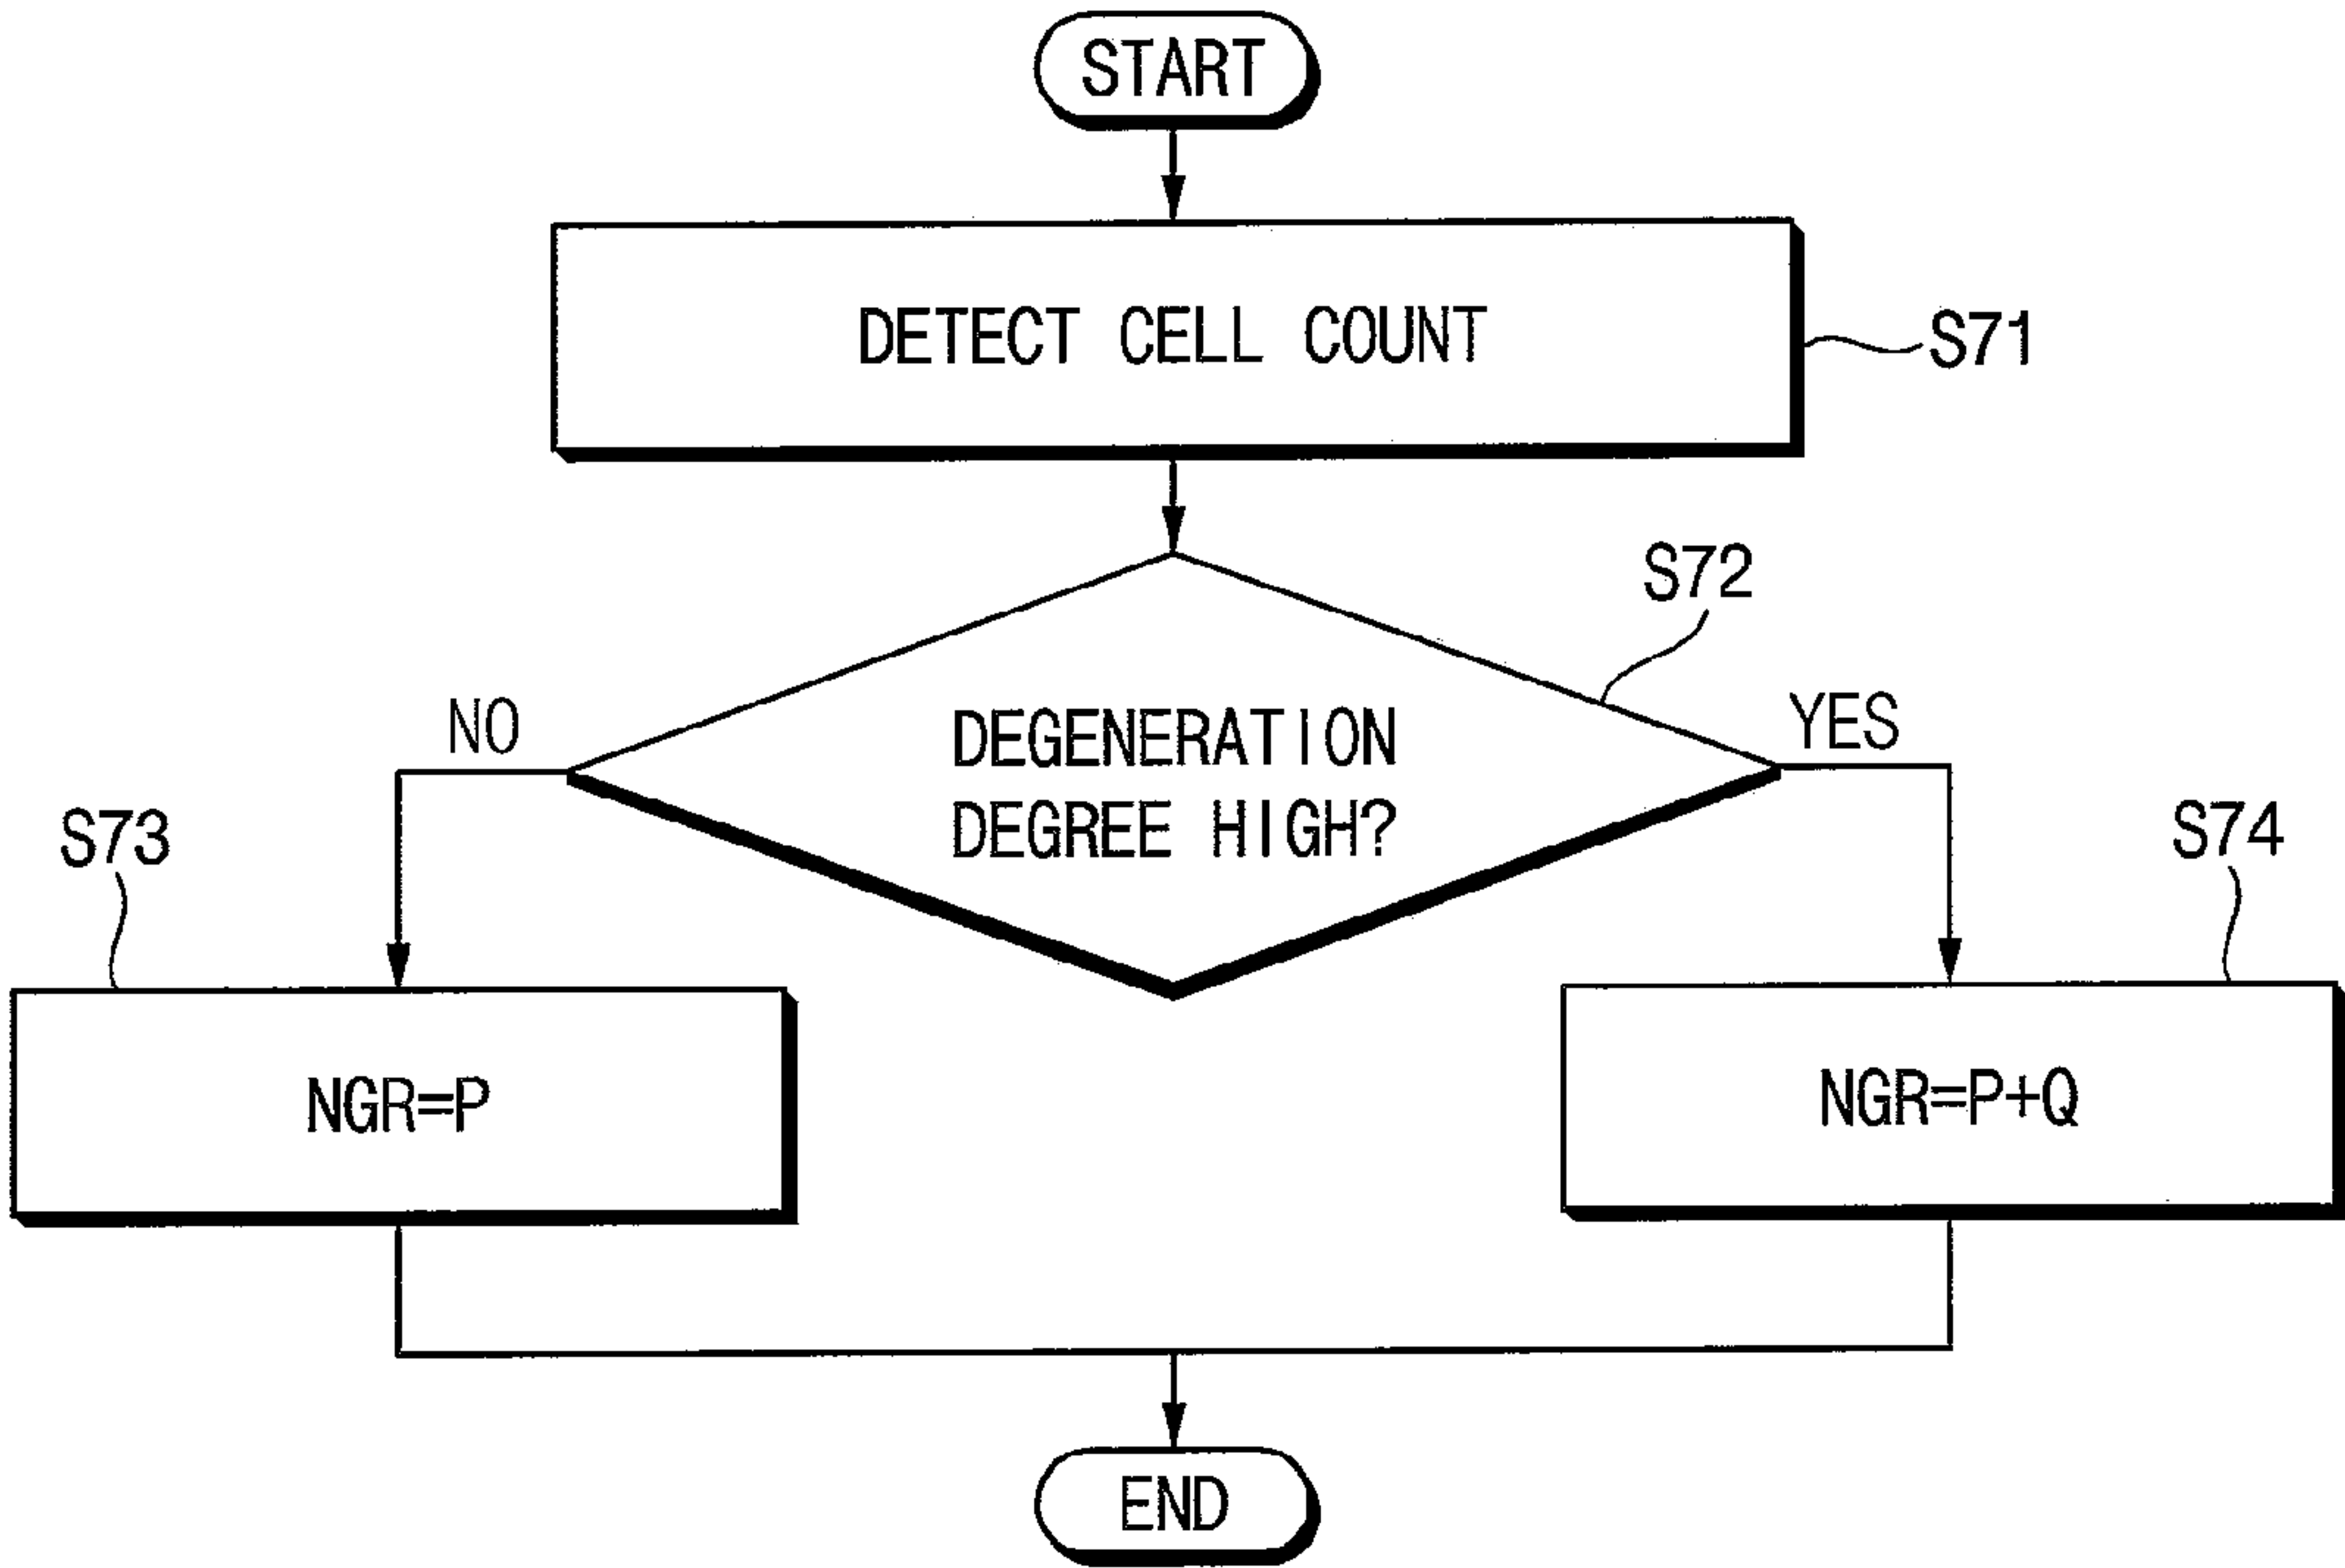 START
DETECT CELL COUNT
S71
S72
NO
DEGENERATION
DEGREE HIGH?
YES
S73
S74
NGR=P
NGR=P+Q
END